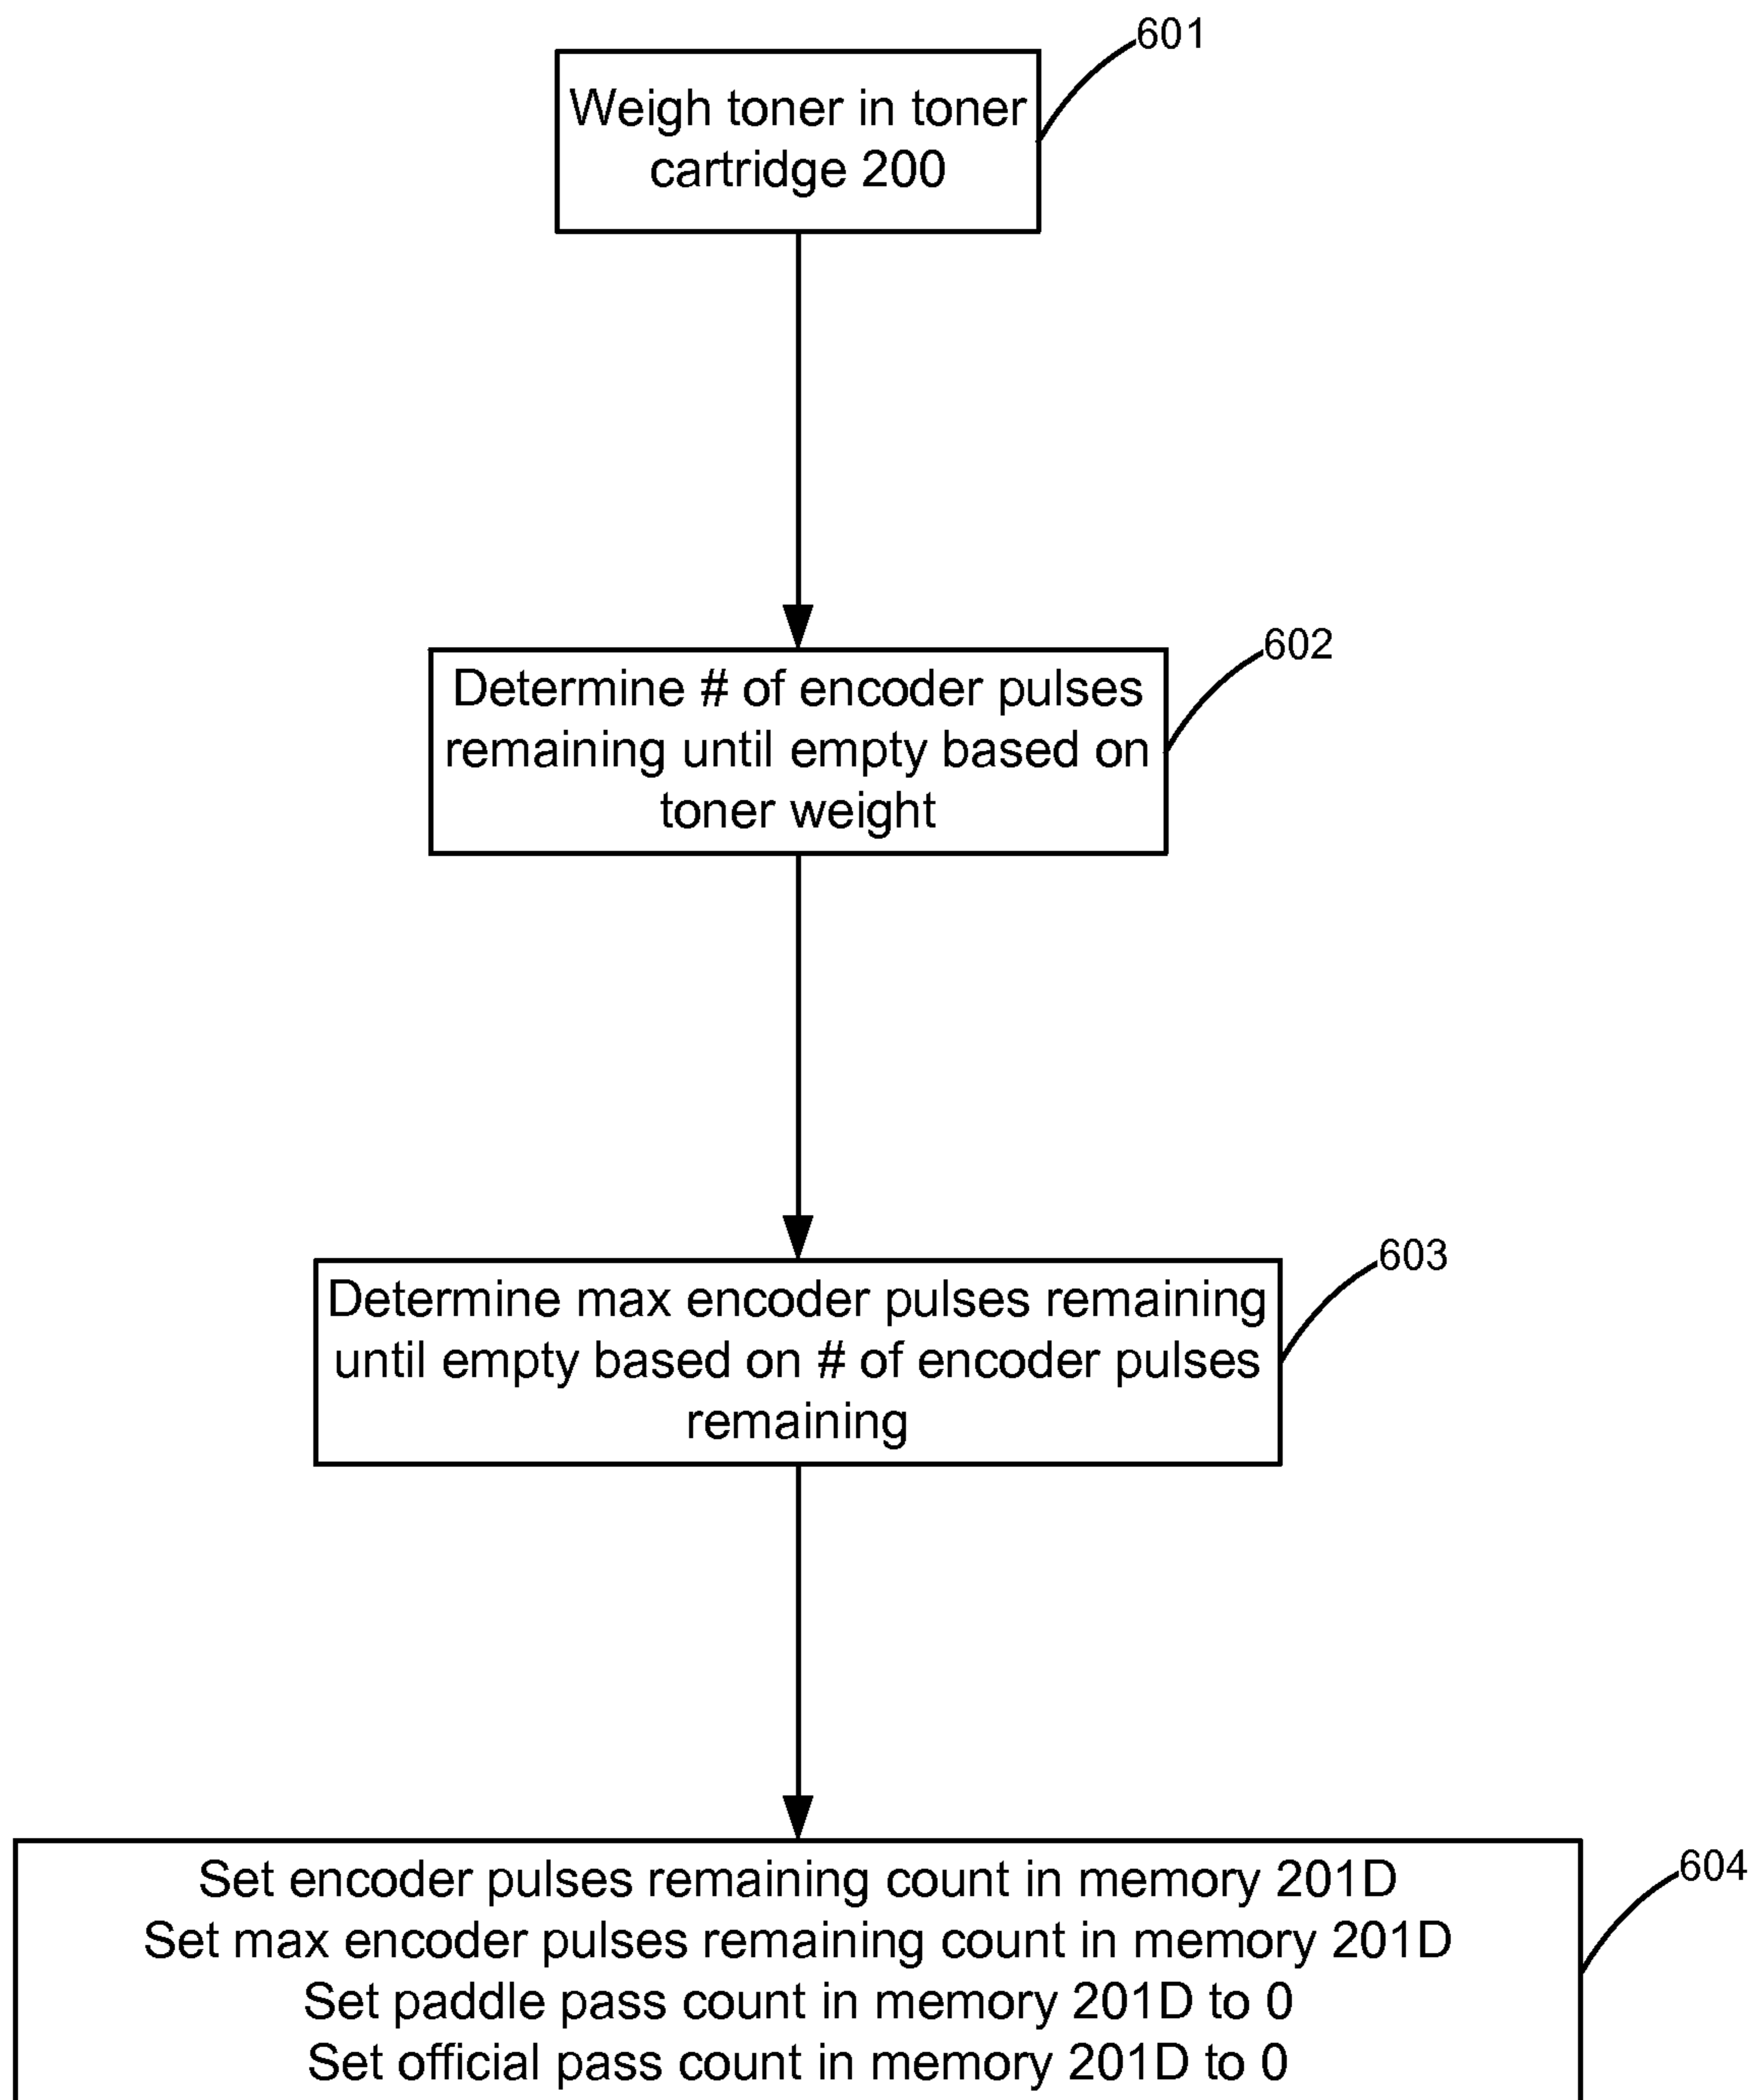 601
Weigh toner in toner
cartridge 200
602
Determine # of encoder pulses
remaining until empty based on
toner weight
603
Determine max encoder pulses remaining
until empty based on # of encoder pulses
remaining
604
Set encoder pulses remaining count in memory 201D
Set max encoder pulses remaining count in memory 201D
Set paddle pass count in memory 201D to 0
Set official pass count in memory 201D to 0